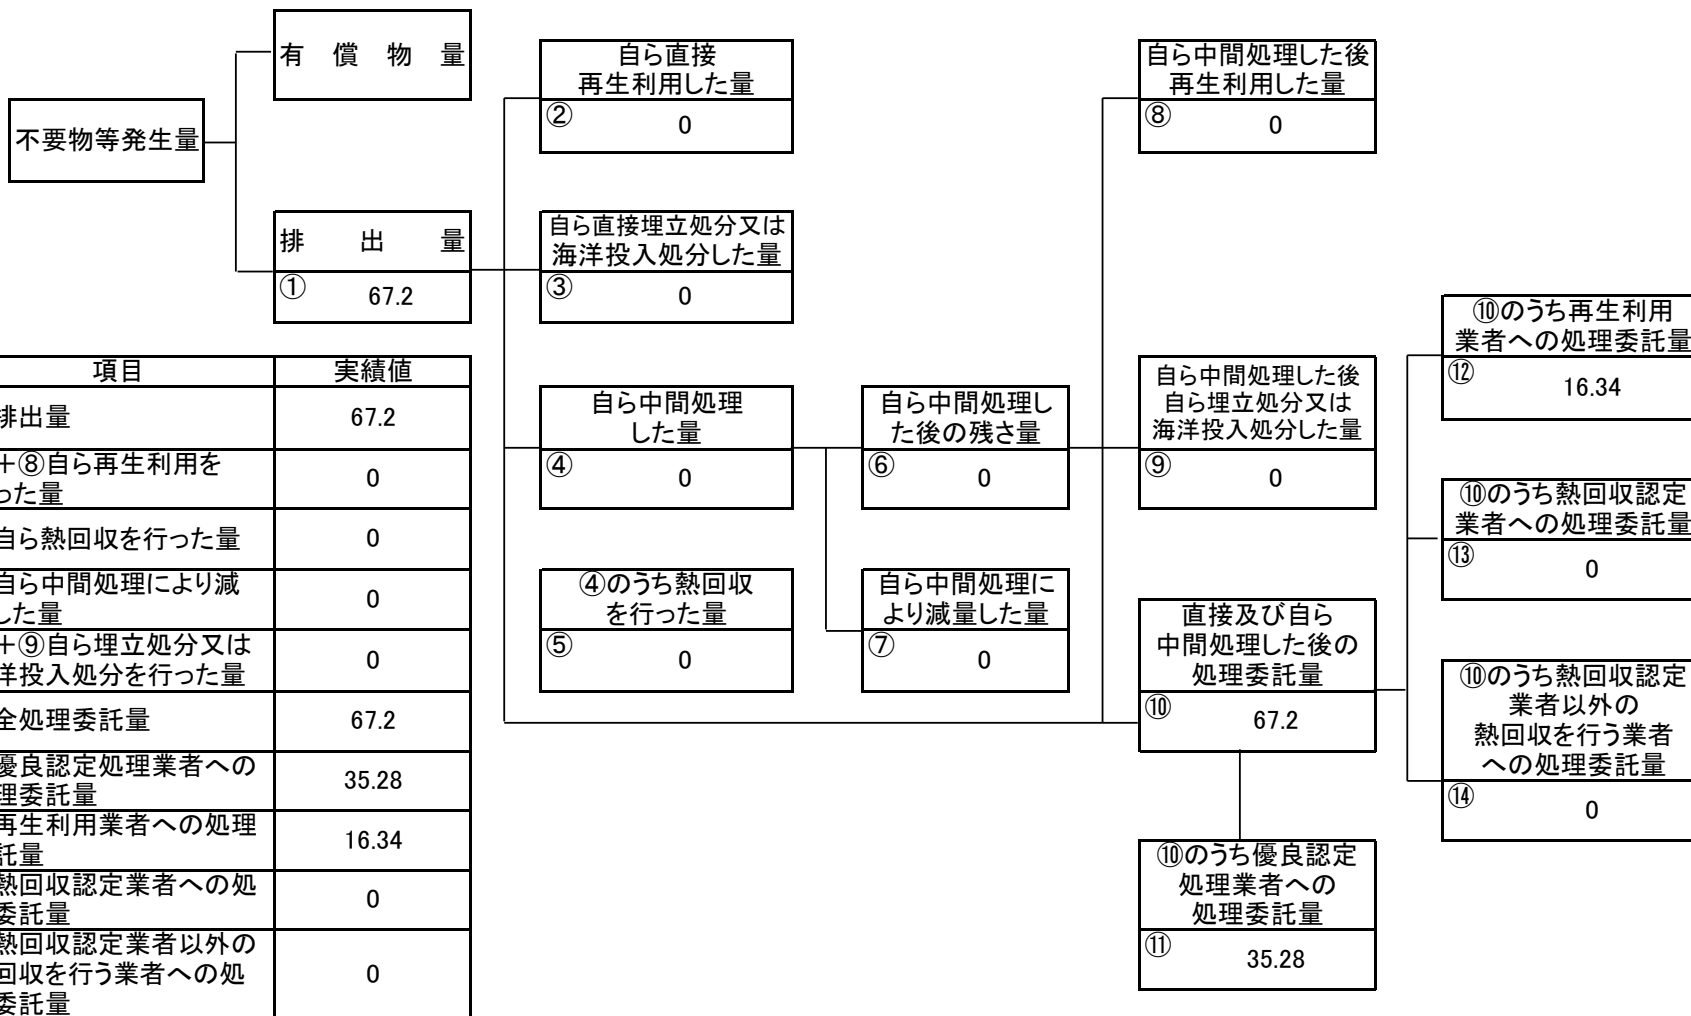 有償物量
不要物等発生量
排出量
①
67.2
自ら直接
再生利用した量
②
0
自ら直接埋立処分又は
海洋投入処分した量
③
0
自ら中間処理
した量
④
0
④のうち熱回収
を行った量
⑤
0
自ら中間処理し
た後の残さ量
⑥
0
自ら中間処理に
より減量した量
⑦
0
自ら中間処理した後
再生利用した量
⑧
0
自ら中間処理した後
自ら埋立処分又は
海洋投入処分した量
⑨
0
直接及び自ら
中間処理した後の
処理委託量
⑩
67.2
⑩のうち優良認定
処理業者への
処理委託量
⑪
35.28
⑩のうち再生利用
業者への処理委託量
⑫
16.34
⑩のうち熱回収認定
業者への処理委託量
⑬
0
⑩のうち熱回収認定
業者以外の
熱回収を行う業者
への処理委託量
⑭
0
項目 実績値
排出量 67.2
+⑧自ら再生利用を
った量 0
自ら熱回収を行った量 0
自ら中間処理により減
した量 0
+⑨自ら埋立処分又は
洋投入処分を行った量 0
全処理委託量 67.2
優良認定処理業者への
理委託量 35.28
再生利用業者への処理
託量 16.34
熱回収認定業者への処
委託量 0
熱回収認定業者以外の
回収を行う業者への処
委託量 0